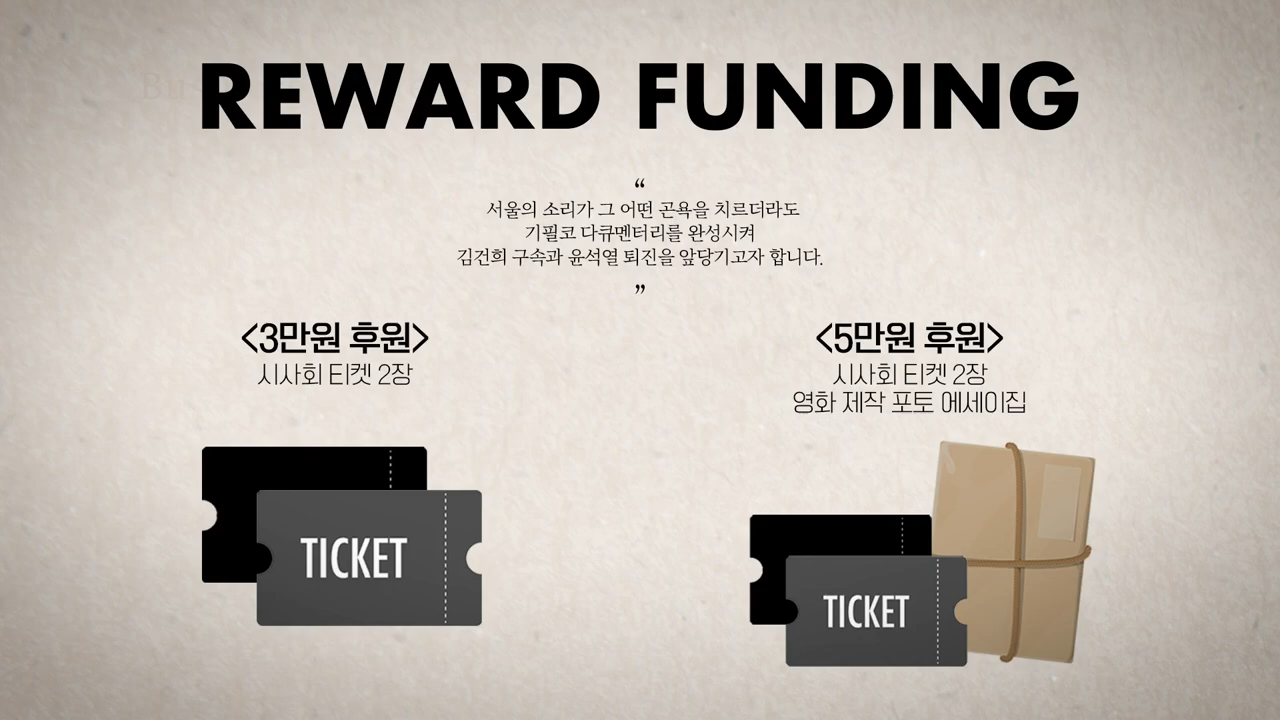 REWARD FUNDING
“
서울의 소리가 그 어떤 곤욕을 치르더라도
기필코 다큐멘터리를 완성시켜
김건희 구속과 윤석열 퇴진을 앞당기고자 합니다.
”
<3만원 후원>
시사회 티켓 2장
<5만원 후원>
시사회 티켓 2장
영화 제작 포토 에세이집
TICKET
TICKET